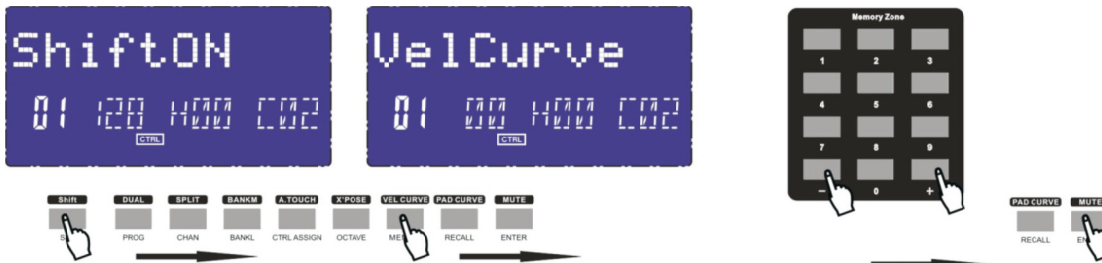 ShiftON
01 128 H00 C02
CTRL
VelCurve
01 00 H00 C02
CTRL
Memory Zone
1 2 3
4 5 6
7 8 9
- 0 +
Shift DUAL SPLIT BANKM A.TOUCH X'POSE VEL CURVE PAD CURVE MUTE
PROG CHAN BANKL CTRL ASSIGN OCTAVE RECALL ENTER
PAD CURVE MUTE
RECALL